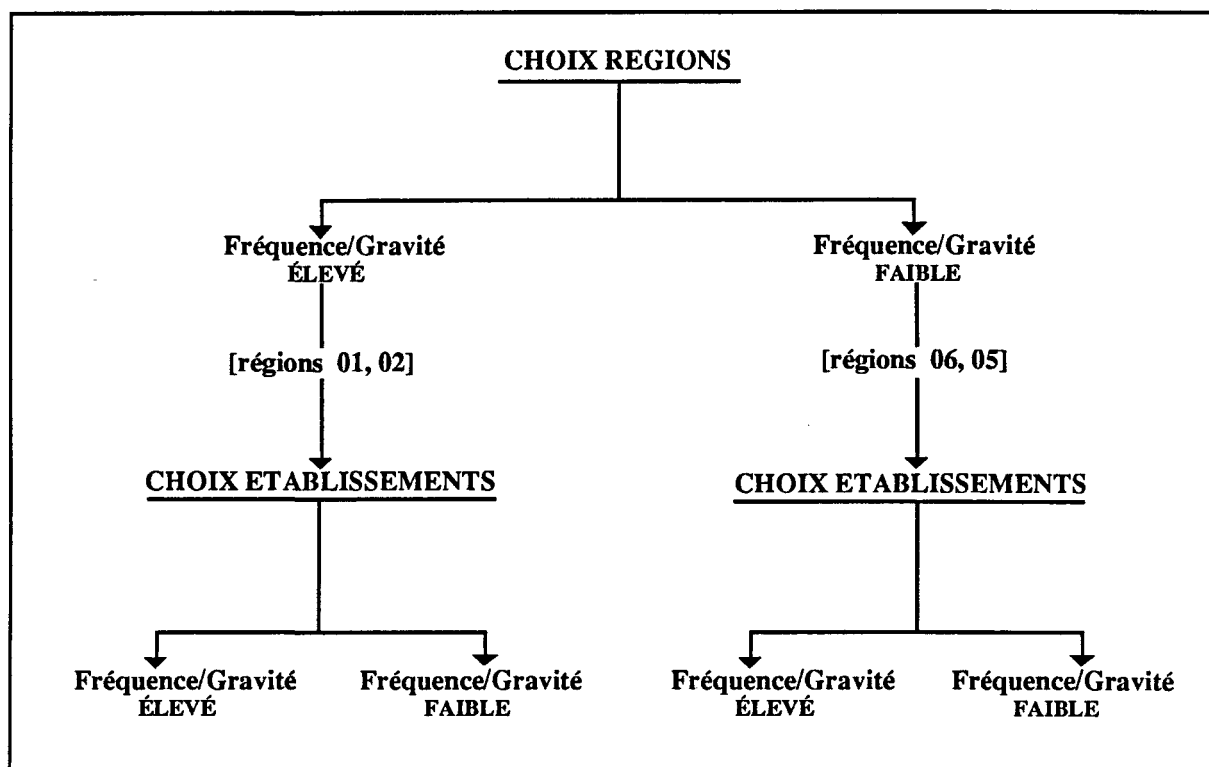 CHOIX REGIONS
Fréquence/Gravité
ÉLEVÉ
Fréquence/Gravité
FAIBLE
[régions 01, 02]
[régions 06, 05]
CHOIX ETABLISSEMENTS
CHOIX ETABLISSEMENTS
Fréquence/Gravité
ÉLEVÉ
Fréquence/Gravité
FAIBLE
Fréquence/Gravité
ÉLEVÉ
Fréquence/Gravité
FAIBLE